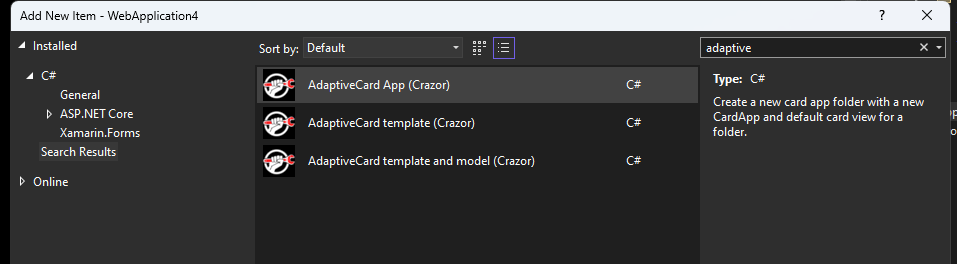 Add New Item - WebApplication4
Installed
C#
General
ASP.NET Core
Xamarin.Forms
Search Results
Online
Sort by: Default
AdaptiveCard App (Crazor) C#
AdaptiveCard template (Crazor) C#
AdaptiveCard template and model (Crazor) C#
adaptive
Type: C#
Create a new card app folder with a new
CardApp and default card view for a
folder.